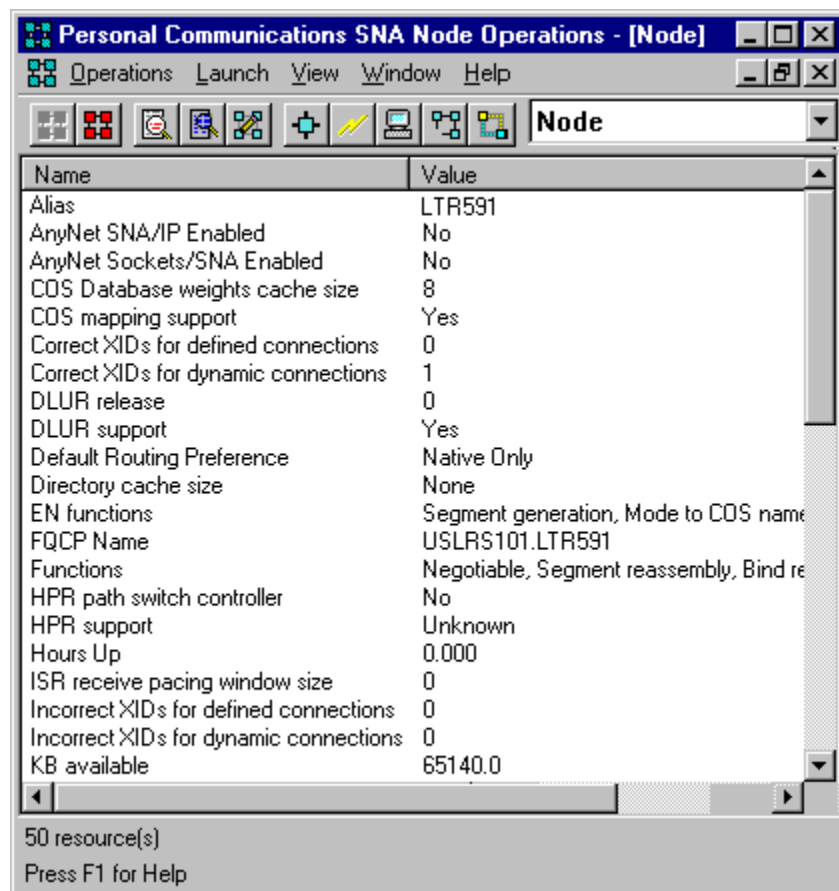 Personal Communications SNA Node Operations - [Node]
Operations Launch View Window Help
Node
Name Value
Alias LTR591
AnyNet SNA/IP Enabled No
AnyNet Sockets/SNA Enabled No
COS Database weights cache size 8
COS mapping support Yes
Correct XIDs for defined connections 0
Correct XIDs for dynamic connections 1
DLUR release 0
DLUR support Yes
Default Routing Preference Native Only
Directory cache size None
EN functions Segment generation, Mode to COS name
FQCP Name USLRS101.LTR591
Functions Negotiable, Segment reassembly, Bind re
HPR path switch controller No
HPR support Unknown
Hours Up 0.000
ISR receive pacing window size 0
Incorrect XIDs for defined connections 0
Incorrect XIDs for dynamic connections 0
KB available 65140.0
50 resource(s)
Press F1 for Help